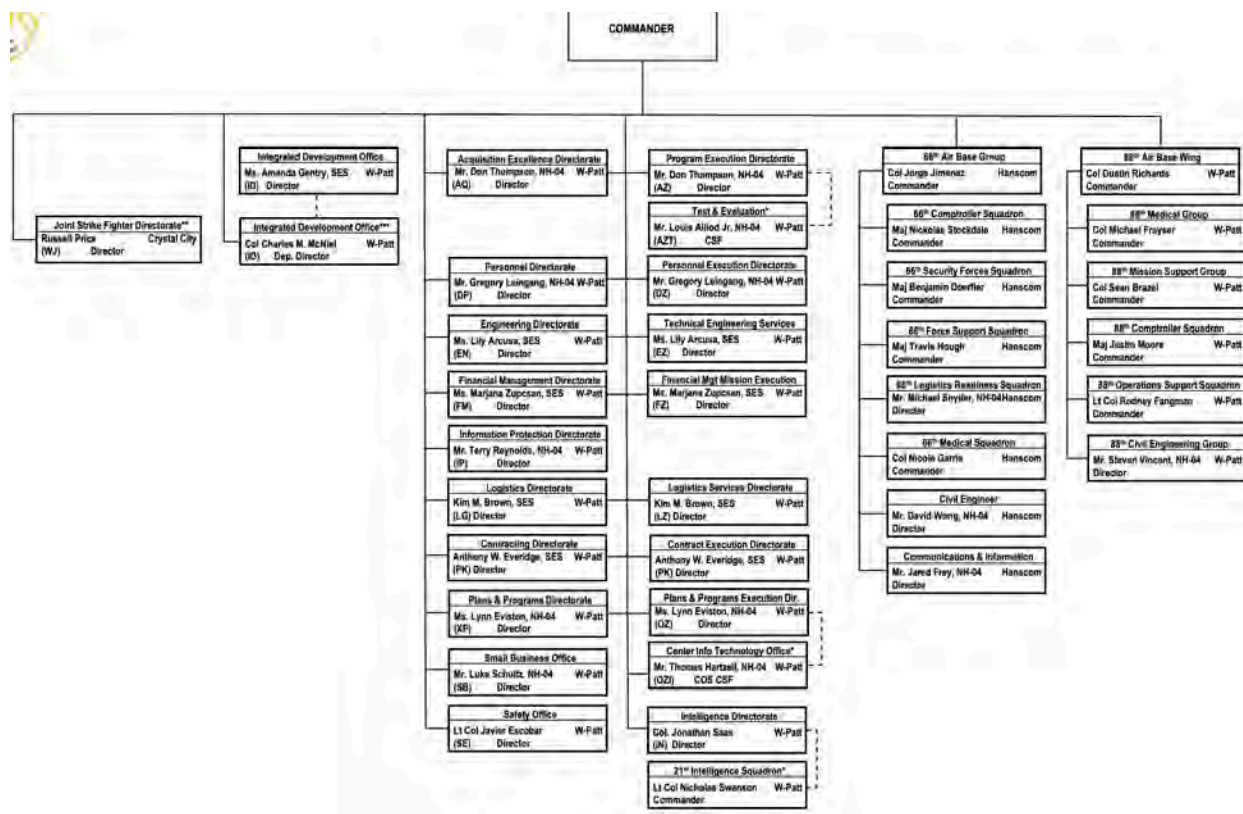 COMMANDER
Joint Strike Fighter Directorate**
Russell Price Crystal City
(WJ) Director
Integrated Development Office
Ms. Amanda Gentry, SES W-Patt
(ID) Director
Integrated Development Office***
Col Charles M. McNiel W-Patt
(ID) Dep. Director
Acquisition Excellence Directorate
Mr. Don Thompson, NH-04 W-Patt
(AQ) Director
Personnel Directorate
Mr. Gregory Leingang, NH-04 W-Patt
(DP) Director
Engineering Directorate
Ms. Lily Arcusa, SES W-Patt
(EN) Director
Financial Management Directorate
Ms. Marjana Zupcsan, SES W-Patt
(FM) Director
Information Protection Directorate
Mr. Terry Reynolds, NH-04 W-Patt
(IP) Director
Logistics Directorate
Kim M. Brown, SES W-Patt
(LG) Director
Contracting Directorate
Anthony W. Everidge, SES W-Patt
(PK) Director
Plans & Programs Directorate
Ms. Lynn Eviston, NH-04 W-Patt
(XP) Director
Small Business Office
Mr. Luke Schultz, NH-04 W-Patt
(SB) Director
Safety Office
Lt Col Javier Escobar W-Patt
(SE) Director
Program Execution Directorate
Mr. Don Thompson, NH-04 W-Patt
(AZ) Director
Test & Evaluation*
Mr. Louis Jr. NH-04 W-Patt
(AZT) CSF
Personnel Execution Directorate
Mr. Gregory Leingang, NH-04 W-Patt
(DZ) Director
Technical Engineering Services
Ms. Lily Arcusa, SES W-Patt
(EZ) Director
Financial Mgt Mission Execution
Ms. Marjana Zupcsan, SES W-Patt
(FZ) Director
Logistics Services Directorate
Kim M. Brown, SES W-Patt
(LZ) Director
Contract Execution Directorate
Anthony W. Everidge, SES W-Patt
(PK) Director
Plans & Programs Execution Dir.
Ms. Lynn Eviston, NH-04 W-Patt
(OZ) Director
Center Info Technology Office*
Mr. Thomas Hartzell, NH-04 W-Patt
(OZI) COS CSF
Intelligence Directorate
Col. Jonathan Saas W-Patt
(IN) Director
21st Intelligence Squadron*
Lt Col Nicholas Swanson W-Patt
Commander
66th Air Base Group
Col Jorge Jimenez Hanscom
Commander
66th Comptroller Squadron
Maj Nickolas Stockdale Hanscom
Commander
66th Security Forces Squadron
Maj Benjamin Doerfler Hanscom
Commander
66th Force Support Squadron
Maj Travis Hough Hanscom
Commander
66th Logistics Readiness Squadron
Mr. Michael Snyder, NH-04 Hanscom
Director
66th Medical Squadron
Col Nicole Hanscom
Commander
Civil Engineer
Mr. David Wong, NH-04 Hanscom
Director
Communications & Information
Mr. Jared Frey, NH-04 Hanscom
Director
88th Air Base Wing
Col Dustin Richards W-Patt
Commander
88th Medical Group
Col Michael Frayser W-Patt
Commander
88th Mission Support Group
Col Sean Brazel W-Patt
Commander
88th Comptroller Squadron
Maj Justin Moore W-Patt
Commander
88th Operations Support Squadron
Lt Col Rodney Fangman W-Patt
Commander
88th Civil Engineering Group
Mr. Steven Vincent, NH-04 W-Patt
Director